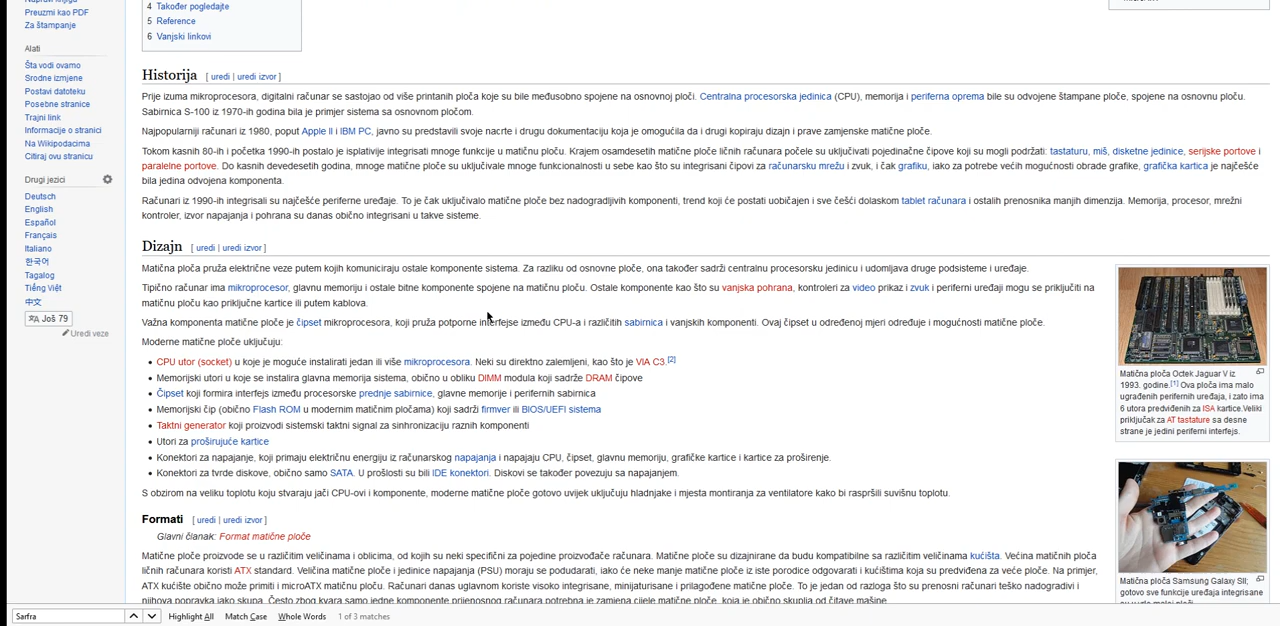 Preuzmi kao PDF
Za štampanje
Alati
Šta vodi ovamo
Srodne izmjene
Postavi datoteku
Posebne stranice
Trajni link
Informacije o stranici
Na Wikipodacima
Citiraj ovu stranicu
Drugi jezici
Deutsch
English
Español
Français
Italiano
한국어
Tagalog
Tiếng Việt
中文
Još 79
Uredi veze
4 Također pogledajte
5 Reference
6 Vanjski linkovi
Historija [ uredi | uredi izvor ]
Prije izuma mikroprocesora, digitalni računar se sastojao od više printanih ploča koje su bile međusobno spojene na osnovnoj ploči. Centralna procesorska jedinica (CPU), memorija i periferna oprema bile su odvojene štampane ploče, spojene na osnovnu ploču.
Sabirnica S-100 iz 1970-ih godina bila je primjer sistema sa osnovnom pločom.
Najpopularniji računari iz 1980, poput Apple II i IBM PC, javno su predstavili svoje nacrte i drugu dokumentaciju koja je omogućila da i drugi kopiraju dizajn i prave zamjenske matične ploče.
Tokom kasnih 80-ih i početka 1990-ih postalo je isplativije integrisati mnoge funkcije u matičnu ploču. Krajem osamdesetih matične ploče ličnih računara počele su uključivati pojedinačne čipove koji su mogli podržati: tastaturu, miš, disketne jedinice, serijske portove i
paralelne portove. Do kasnih devedesetih godina, mnoge matične ploče su uključivale mnoge funkcionalnosti u sebe kao što su integrisani čipovi za računarsku mrežu i zvuk, i čak grafiku, iako za potrebe većih mogućnosti obrade grafike, grafička kartica je najčešće
bila jedina odvojena komponenta.
Računari iz 1990-ih integrisali su najčešće periferne uređaje. To je čak uključivalo matične ploče bez nadogradljivih komponenti, trend koji će postati uobičajen i sve češći dolaskom tablet računara i ostalih prenosnika manjih dimenzija. Memorija, procesor, mrežni
kontroler, izvor napajanja i pohrana su danas obično integrisani u takve sisteme.
Dizajn [ uredi | uredi izvor ]
Matična ploča pruža električne veze putem kojih komuniciraju ostale komponente sistema. Za razliku od osnovne ploče, ona također sadrži centralnu procesorsku jedinicu i udomljava druge podsisteme i uređaje.
Tipično računar ima mikroprocesor, glavnu memoriju i ostale bitne komponente spojene na matičnu ploču. Ostale komponente kao što su vanjska pohrana, kontroleri za video prikaz i zvuk i periferni uređaji mogu se priključiti na
matičnu ploču kao priključne kartice ili putem kablova.
Važna komponenta matične ploče je čipset mikroprocesora, koji pruža potporne interfejse između CPU-a i različitih sabirnica i vanjskih komponenti. Ovaj čipset u određenoj mjeri određuje i mogućnosti matične ploče.
Moderne matične ploče uključuju:
• CPU utor (socket) u koje je moguće instalirati jedan ili više mikroprocesora. Neki su direktno zalemljeni, kao što je VIA C3.[2]
• Memorijski utori u koje se instalira glavna memorija sistema, obično u obliku DIMM modula koji sadrže DRAM čipove
• Čipset koji formira interfejs između procesorske prednje sabirnice, glavne memorije i perifernih sabirnica
• Memorijski čip (obično Flash ROM u modernim matičnim pločama) koji sadrži firmver ili BIOS/UEFI sistema
• Taktni generator koji proizvodi sistemski taktni signal za sinhronizaciju raznih komponenti
• Utori za proširujuće kartice
• Konektori za napajanje, koji primaju električnu energiju iz računarskog napajanja i napajaju CPU, čipset, glavnu memoriju, grafičke kartice i kartice za proširenje.
• Konektori za tvrde diskove, obično samo SATA. U prošlosti su bili IDE konektori. Diskovi se također povezuju sa napajanjem.
S obzirom na veliku toplotu koju stvaraju jači CPU-ovi i komponente, moderne matične ploče gotovo uvijek uključuju hladnjake i mjesta montiranja za ventilatore kako bi raspršili suvišnu toplotu.
Formati [ uredi | uredi izvor ]
Glavni članak: Format matične ploče
Matične ploče proizvode se u različitim veličinama i oblicima, od kojih su neki specifični za pojedine proizvođače računara. Matične ploče su dizajnirane da budu kompatibilne sa različitim veličinama kućišta. Većina matičnih ploča
ličnih računara koristi ATX standard. Veličina matične ploče i jedinice napajanja (PSU) moraju se podudarati, iako će neke manje matične ploče iz iste porodice odgovarati i kućištima koja su predviđena za veće ploče. Na primjer,
ATX kućište obično može primiti i microATX matičnu ploču. Računari danas uglavnom koriste visoko integrisane, minijaturisane i prilagođene matične ploče. To je jedan od razloga što su prenosni računari teško nadogradivi i
njihova popravka jako skupa. Često zbog kvara samo jedne komponente prijenosnog računara potrebna je zamjena cijele matične ploče, koja je obično skuplja od čitave mašine.
Matična ploča Octek Jaguar V iz
1993. godine.[1] Ova ploča ima malo
ugrađenih perifernih uređaja, i zato ima
6 utora predviđenih za ISA kartice.Veliki
priključak za AT tastature sa desne
strane je jedini periferni interfejs.
Matična ploča Samsung Galaxy SII;
gotovo sve funkcije uređaja integrisane
Sarfra
Highlight All
Match Case
Whole Words
1 of 3 matches